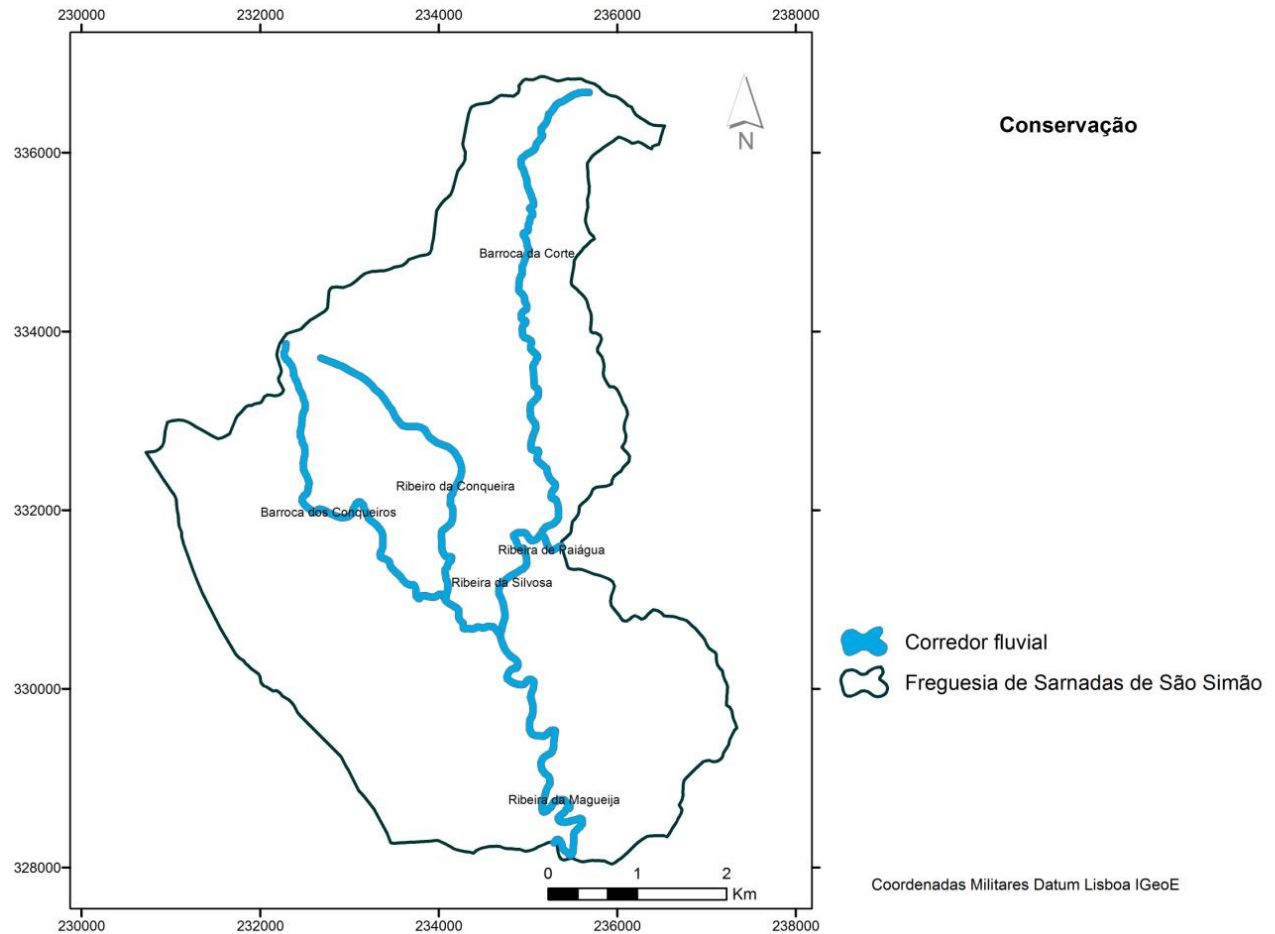 230000 232000 234000 236000 238000
Conservação
N
336000
Barroca da Corte
334000
Ribeiro da Conqueira
332000
Barroca dos Conqueiros
Ribeira de Paiágua
Ribeira da Silvosa
Corredor fluvial
Freguesia de Sarnadas de São Simão
330000
Ribeira da Magueija
328000
0 1 2
Km
Coordenadas Militares Datum Lisboa IGeoE
230000 232000 234000 236000 238000